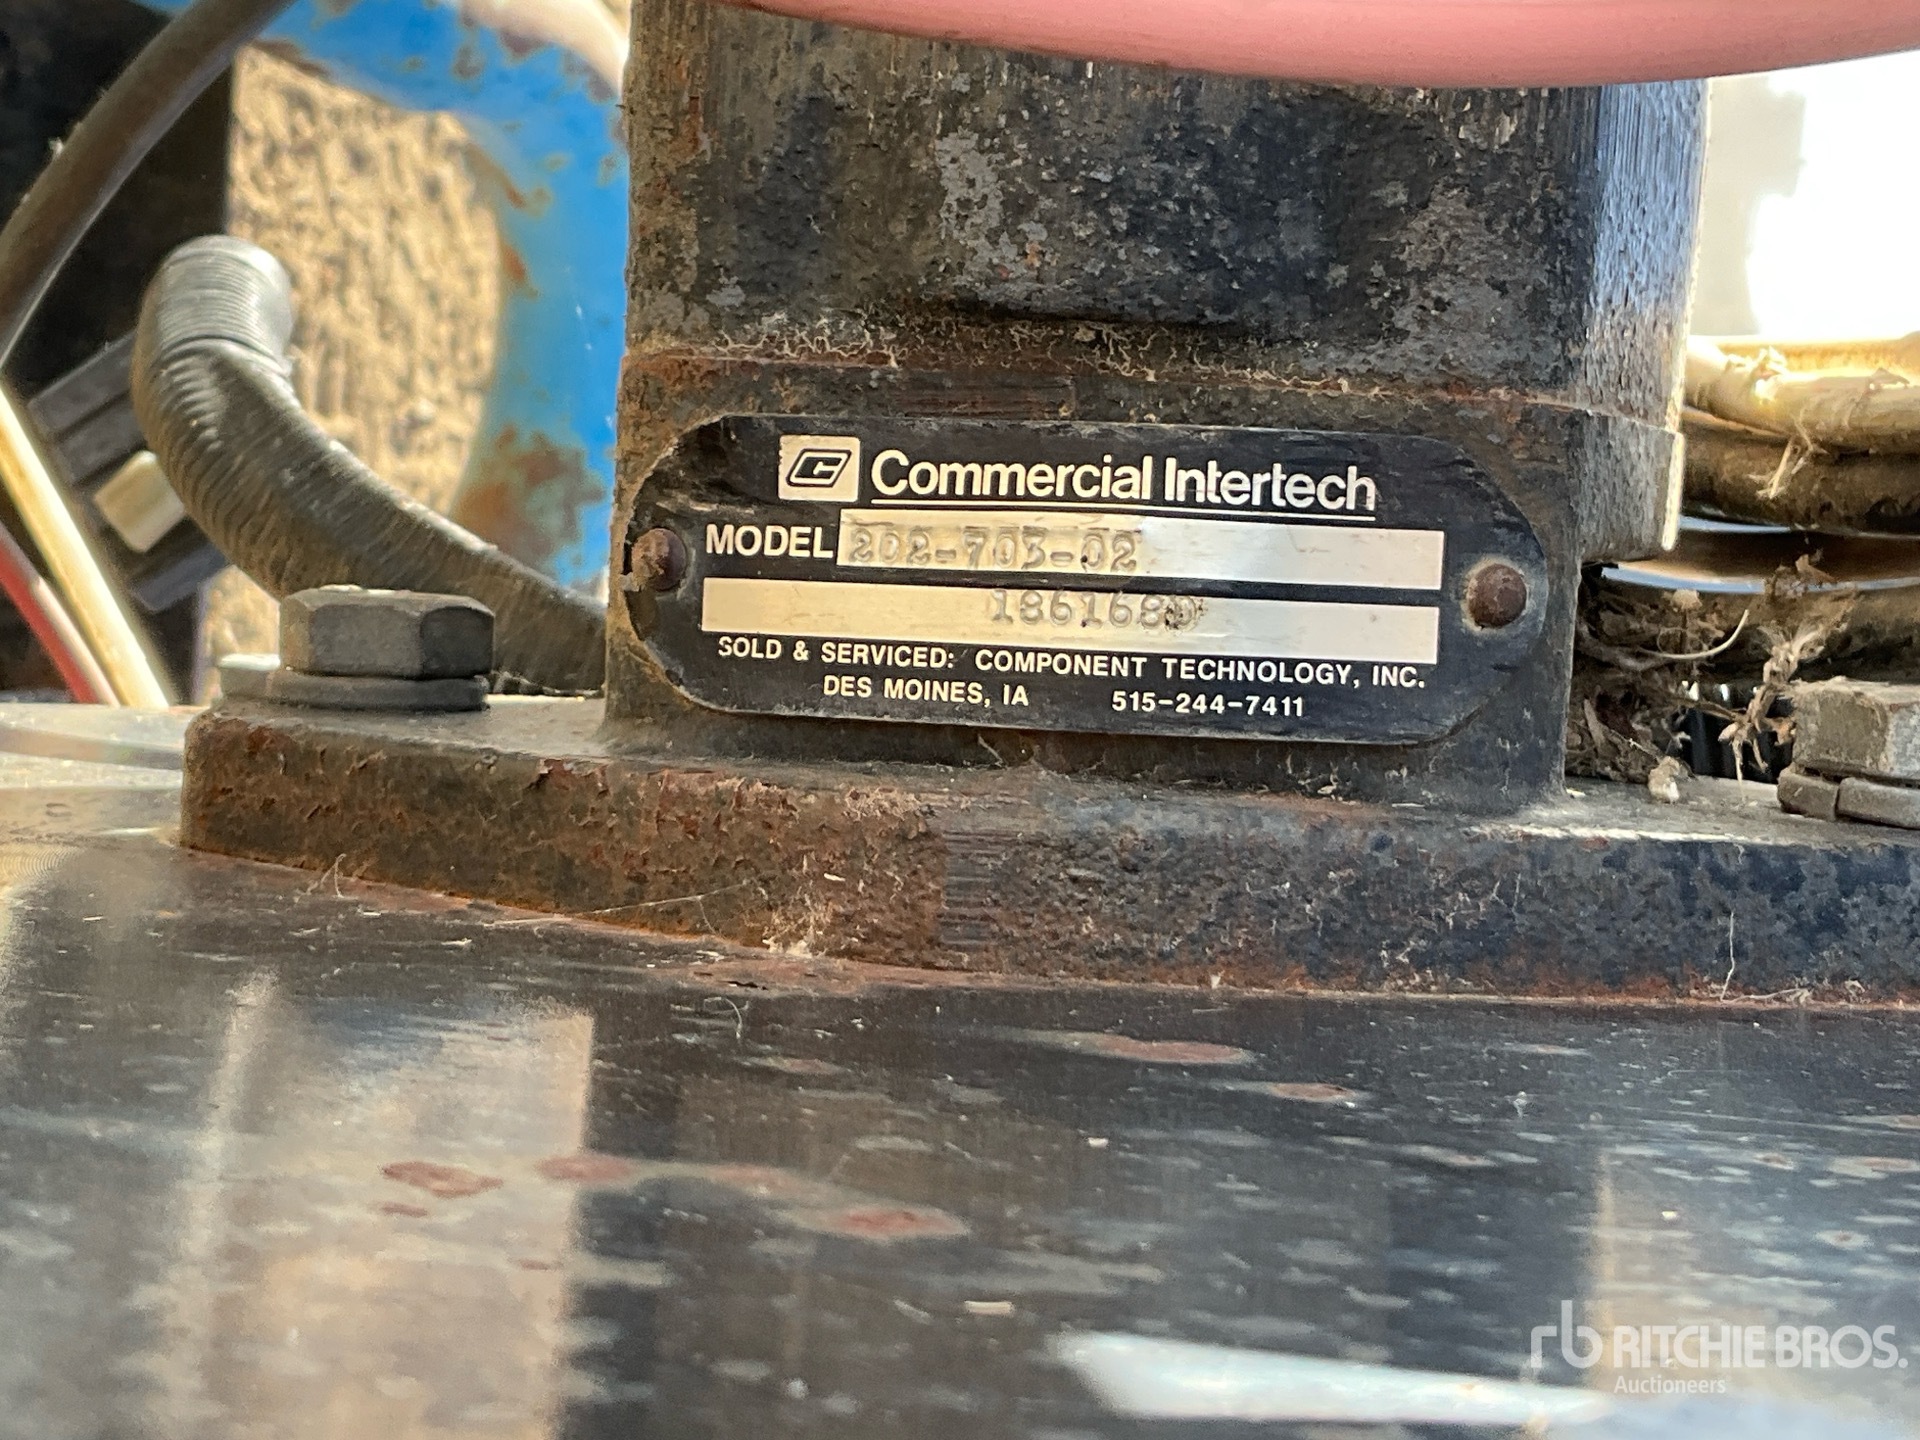 Commercial Intertech
MODEL 202-703-02
SOLD & SERVICED: COMPONENT TECHNOLOGY, INC.
DES MOINES, IA 515-244-7411
rb RITCHIE BROS.
Auctioneers